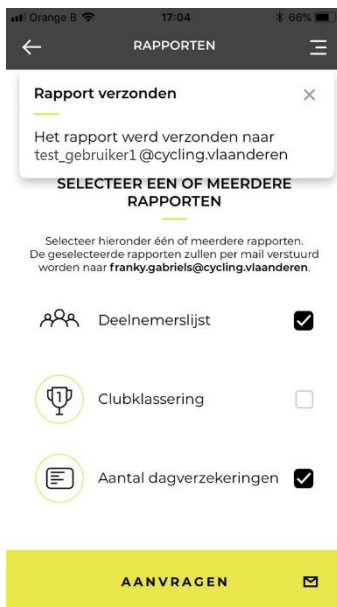 Orange B 17:04 66%
RAPPORTEN
Rapport verzonden
Het rapport werd verzonden naar
test_gebruiker1@cycling.vlaanderen
SELECTEER EEN OF MEERDERE
RAPPORTEN
Selecteer hieronder één of meerdere rapporten.
De geselecteerde rapporten zullen per mail verstuurd
worden naar franky.gabriels@cycling.vlaanderen.
Deelnemerslijst
1
Clubklassering
Aantal dagverzekeringen
AANVRAGEN